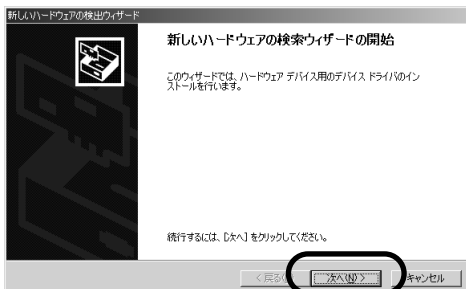 新しいハードウェアの検出ウィザード
新しいハードウェアの検索ウィザードの開始
このウィザードでは、ハードウェア デバイス用のデバイス ドライバのイン
ストールを行います。
続行するには、[次へ] をクリックしてください。
< 戻る(
次へ(N) >
キャンセル